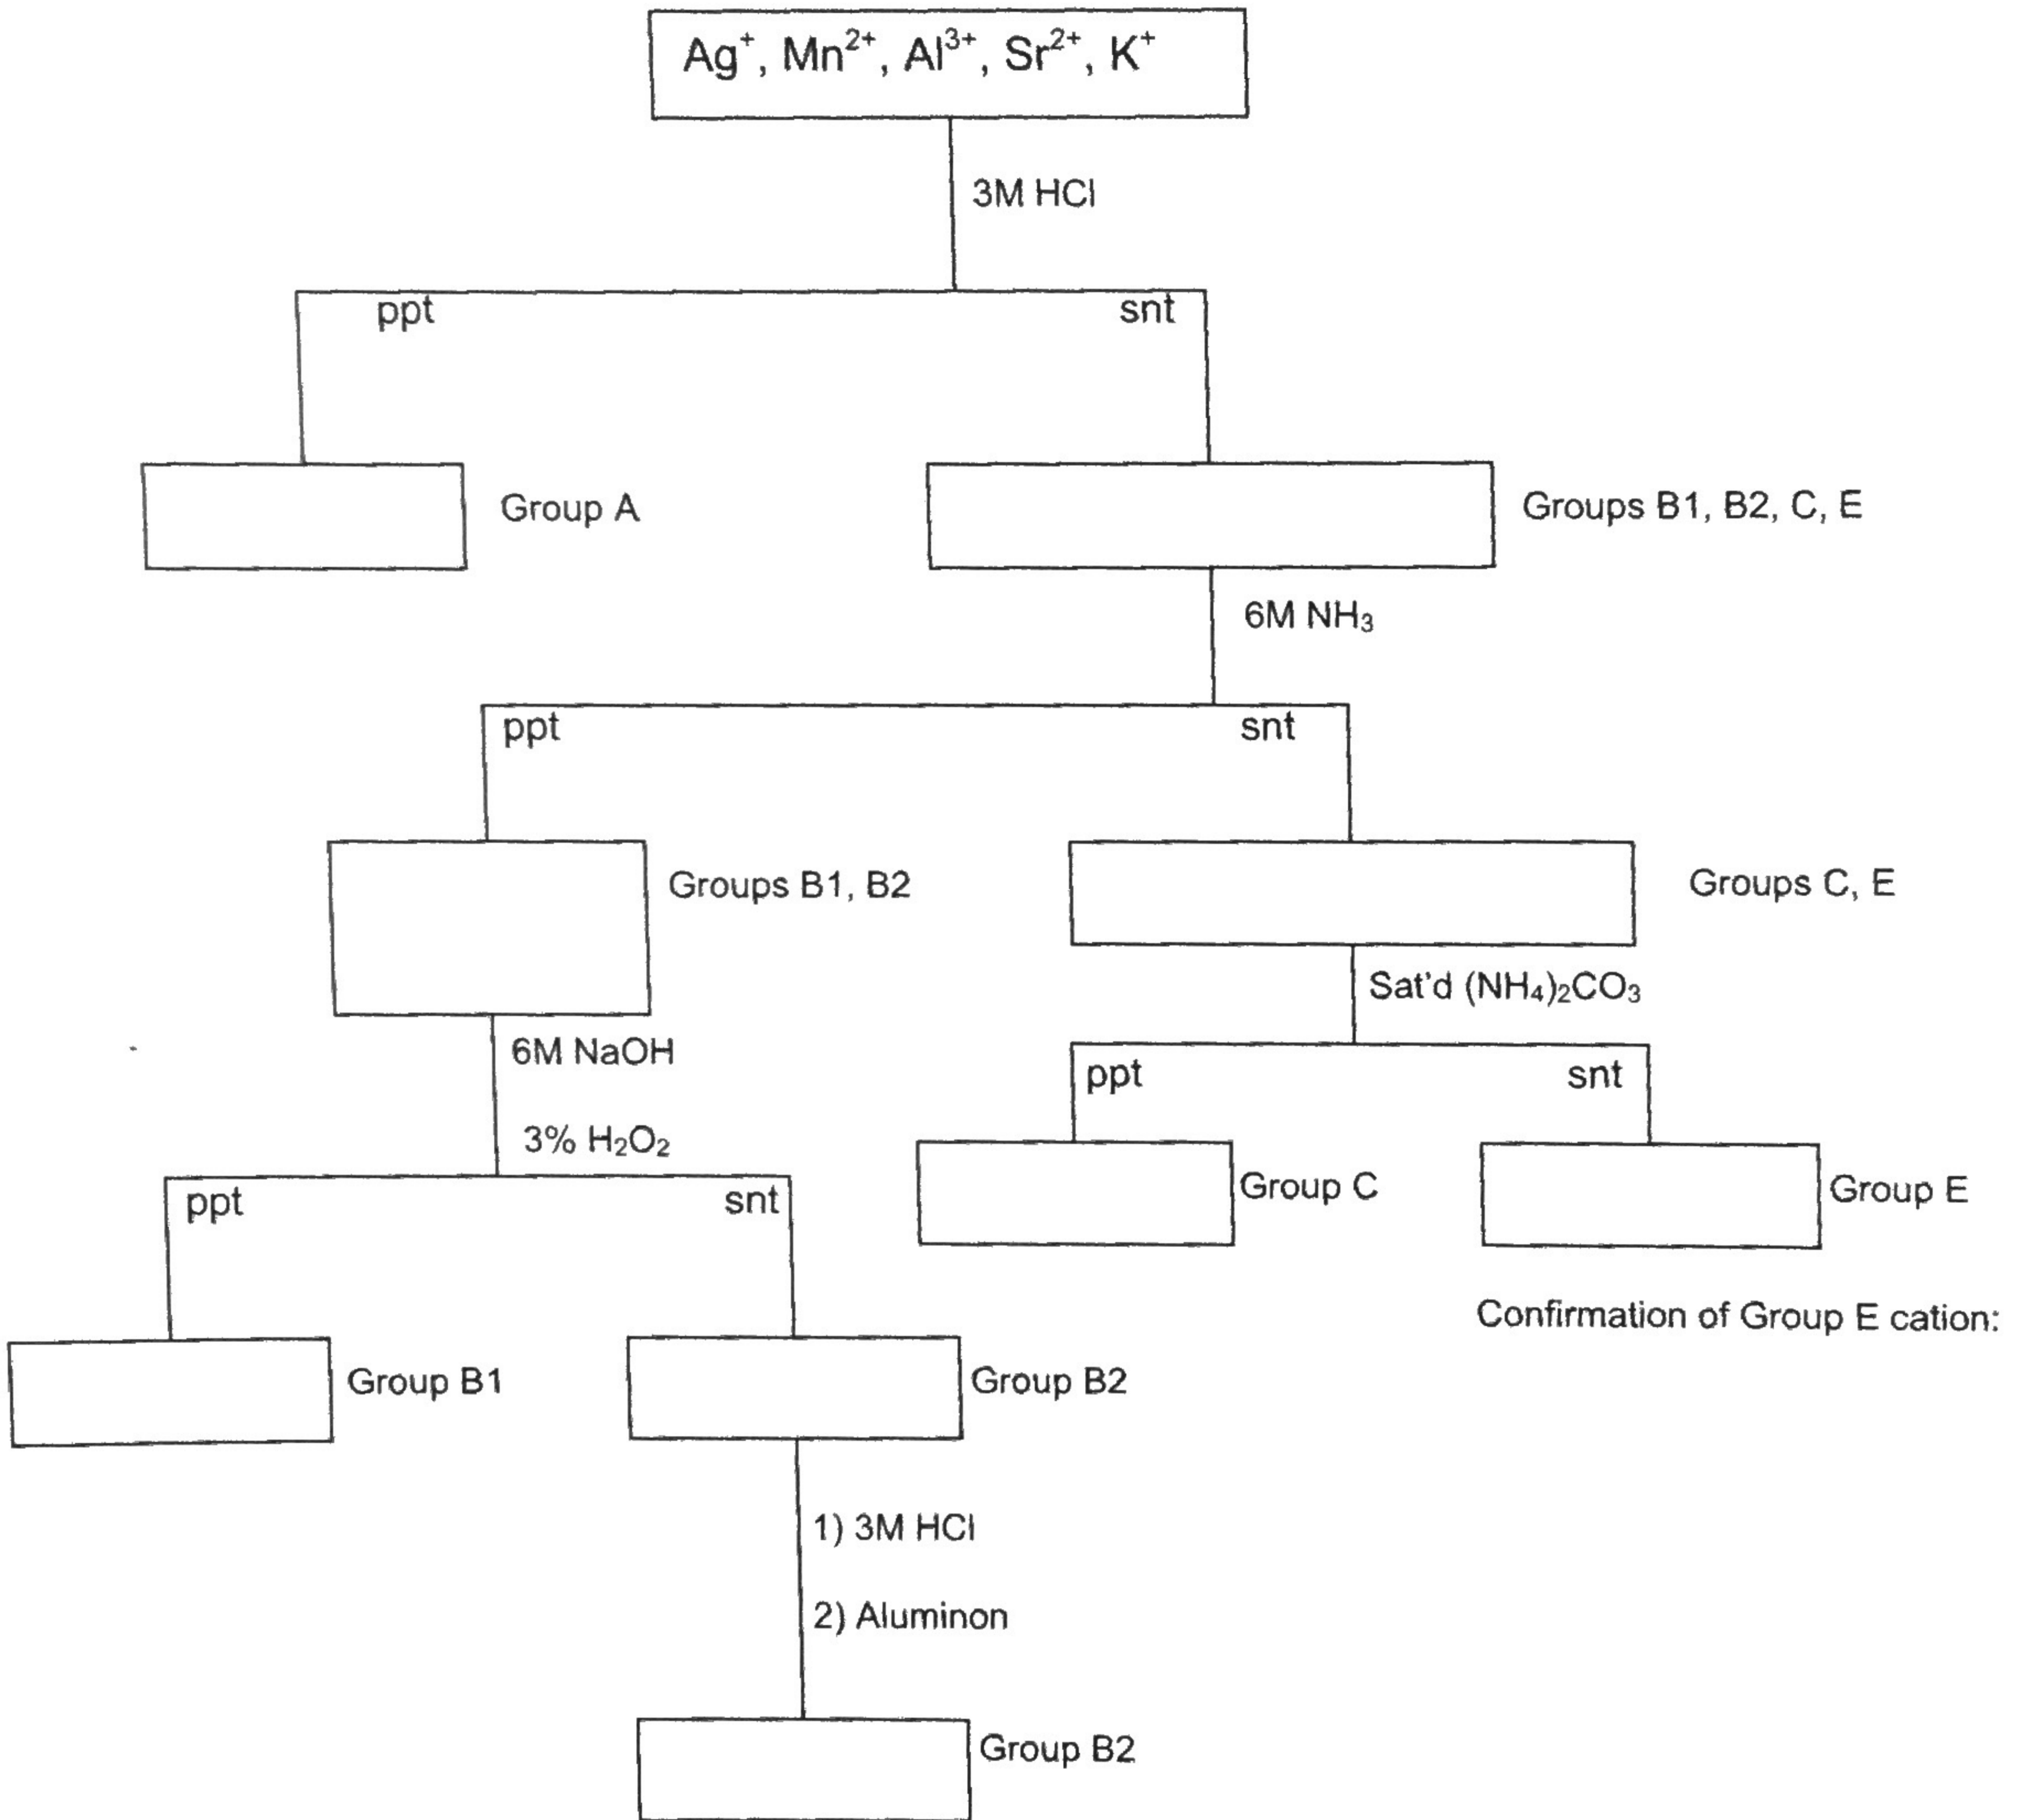 Ag⁺, Mn²⁺, Al³⁺, Sr²⁺, K⁺
3M HCl
ppt
snt
Group A
Groups B1, B2, C, E
6M NH₃
ppt
snt
Groups B1, B2
Groups C, E
Sat'd (NH₄)₂CO₃
6M NaOH
3% H₂O₂
ppt
snt
Group C
Group E
ppt
snt
Confirmation of Group E cation:
Group B1
Group B2
1) 3M HCl
2) Aluminon
Group B2